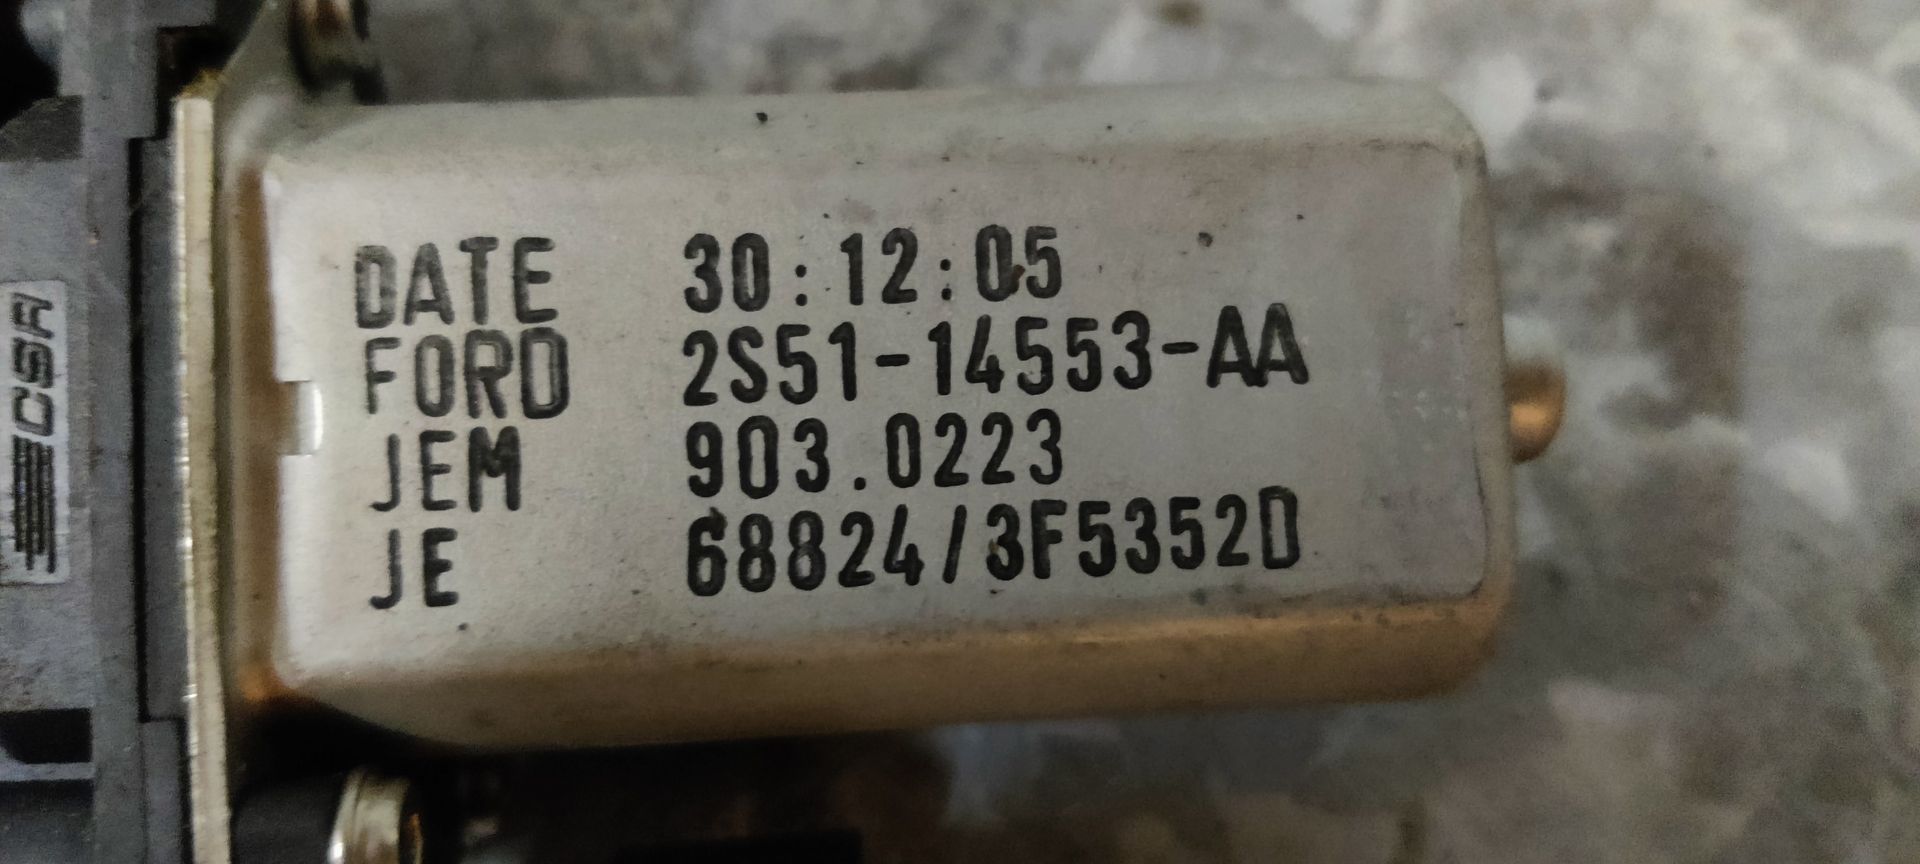 DATE 30:12:05
FORD 2S51-14553-AA
JEM 903.0223
JE 68824/3F5352D
CSA